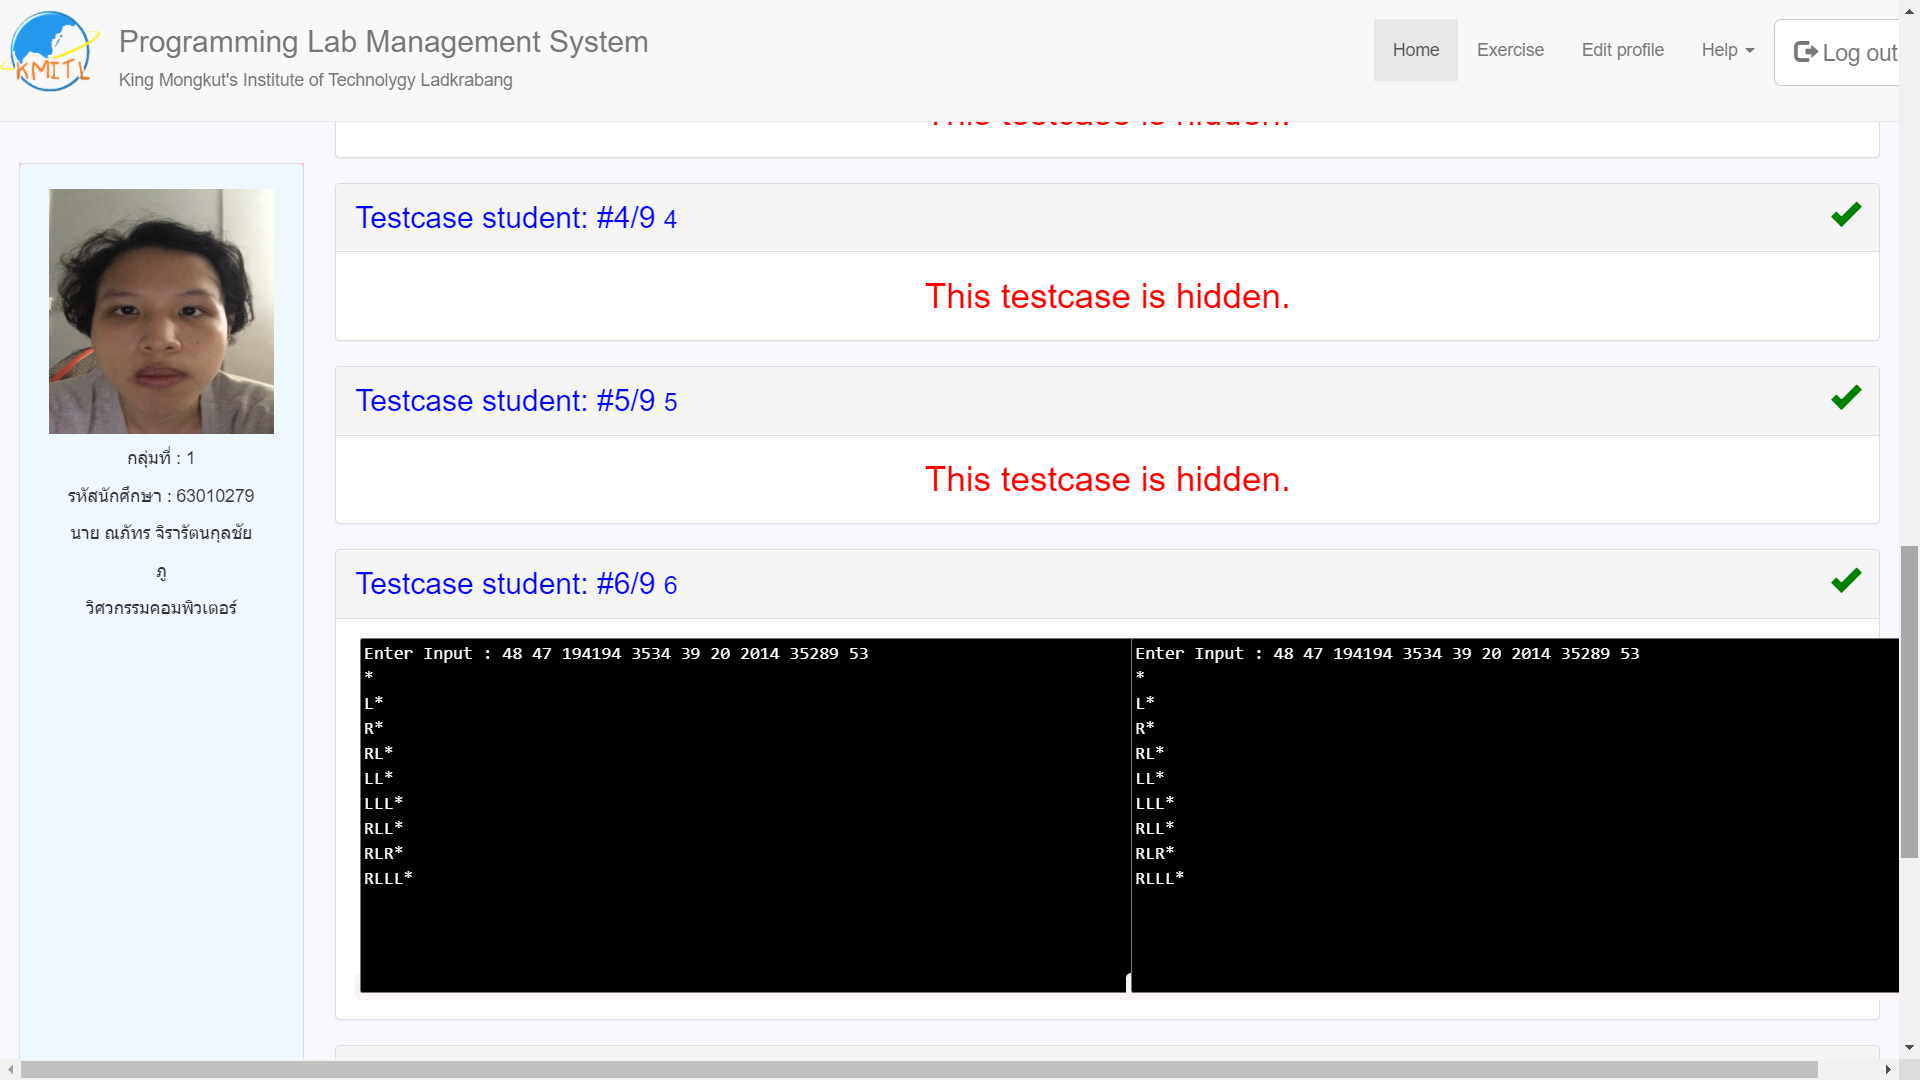 KMITL
Programming Lab Management System
King Mongkut's Institute of Technolygy Ladkrabang
Home
Exercise
Edit profile
Help
Log out
This testcase is hidden.
กลุ่มที่ : 1
รหัสนักศึกษา : 63010279
นาย ณภัทร จิรารัตนกุลชัย
ภู
วิศวกรรมคอมพิวเตอร์
Testcase student: #4/9 4
This testcase is hidden.
Testcase student: #5/9 5
This testcase is hidden.
Testcase student: #6/9 6
Enter Input : 48 47 194194 3534 39 20 2014 35289 53
*
L*
R*
RL*
LL*
LLL*
RLL*
RLR*
RLLL*
Enter Input : 48 47 194194 3534 39 20 2014 35289 53
*
L*
R*
RL*
LL*
LLL*
RLL*
RLR*
RLLL*